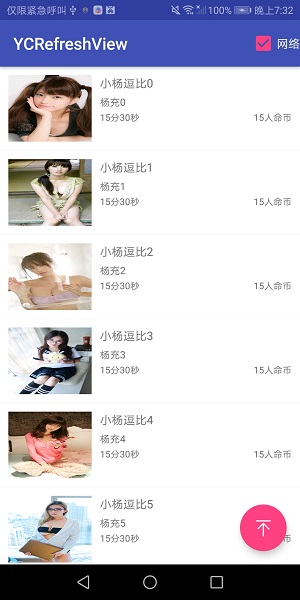 仅限紧急呼叫 100% 晚上7:32
YCRefreshView 网络
小杨逗比0
杨充0
15分30秒 15人命币
小杨逗比1
杨充1
15分30秒 15人命币
小杨逗比2
杨充2
15分30秒 15人命币
小杨逗比3
杨充3
15分30秒 15人命币
小杨逗比4
杨充4
15分30秒 15人命币
小杨逗比5
杨充5
15分30秒 15人命币